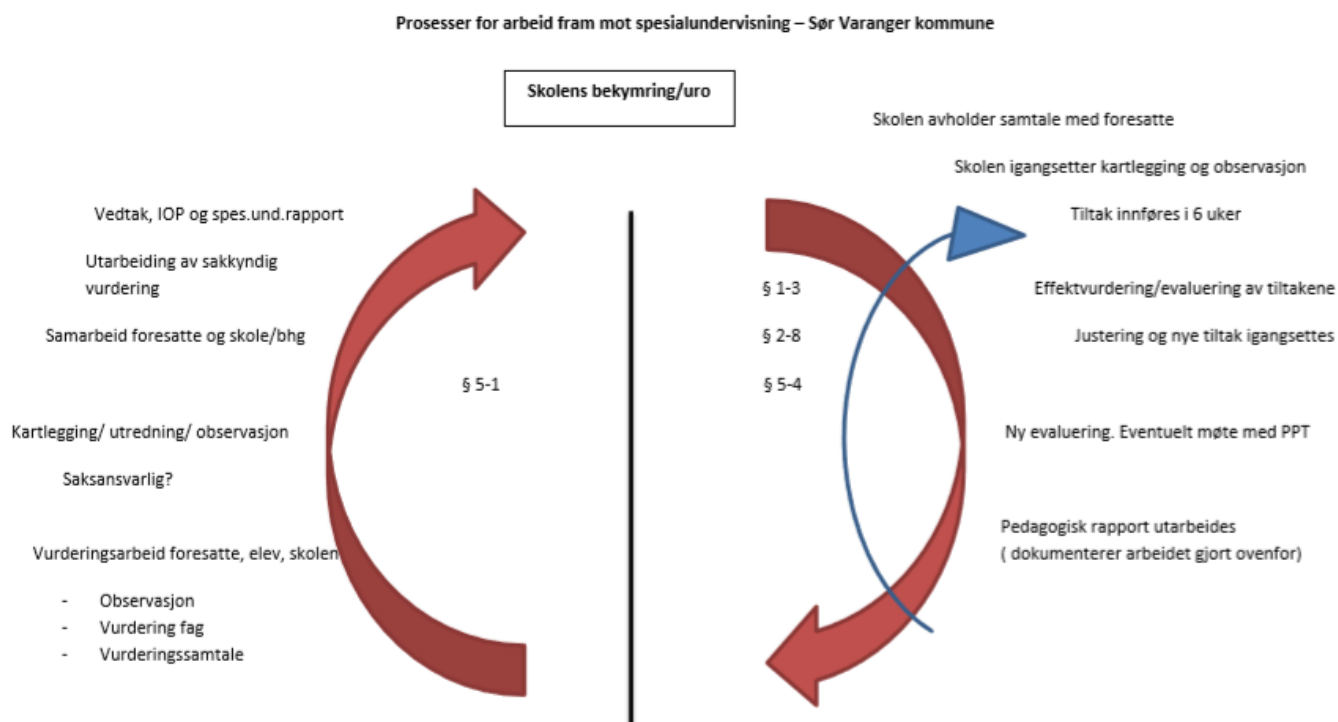 Prosesser for arbeid fram mot spesialundervisning – Sør Varanger kommune
Skolens bekymring/uro
Skolen avholder samtale med foresatte
Skolen igangsetter kartlegging og observasjon
Tiltak innføres i 6 uker
Effektvurdering/evaluering av tiltakene
Justering og nye tiltak igangsettes
Ny evaluering. Eventuelt møte med PPT
Pedagogisk rapport utarbeides
( dokumenterer arbeidet gjort ovenfor)
§ 1-3
§ 2-8
§ 5-4
Vedtak, IOP og spes.und.rapport
Utarbeiding av sakkyndig
vurdering
Samarbeid foresatte og skole/bhg
§ 5-1
Kartlegging/ utredning/ observasjon
Saksansvarlig?
Vurderingsarbeid foresatte, elev, skolen
- Observasjon
- Vurdering fag
- Vurderingssamtale